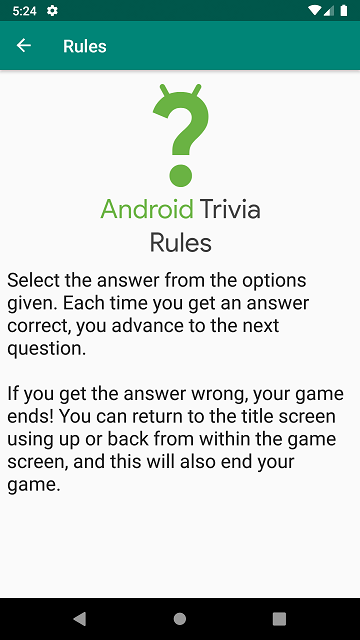 5:24
Rules
Android Trivia
Rules
Select the answer from the options
given. Each time you get an answer
correct, you advance to the next
question.
If you get the answer wrong, your game
ends! You can return to the title screen
using up or back from within the game
screen, and this will also end your
game.